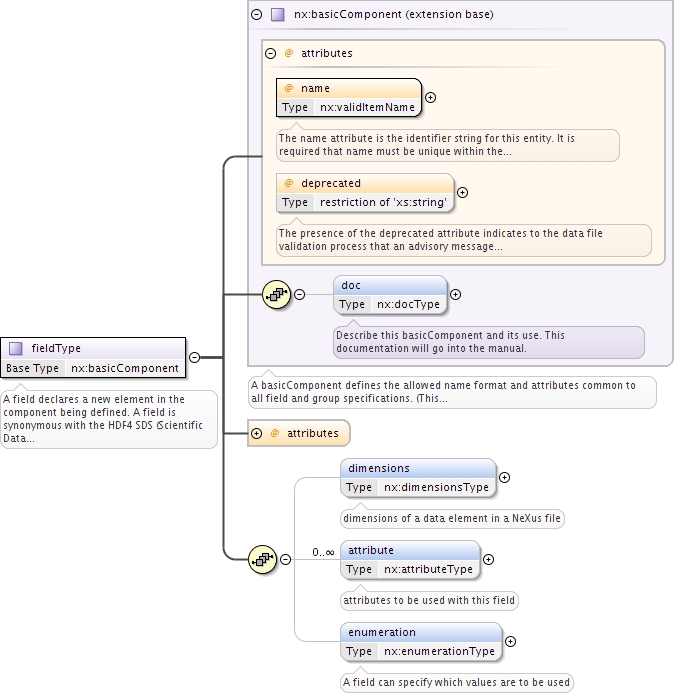 nx:basicComponent (extension base)
@ attributes
@ name
Type nx:validItemName
The name attribute is the identifier string for this entity. It is
required that name must be unique within the...
@ deprecated
Type restriction of 'xs:string'
The presence of the deprecated attribute indicates to the data file
validation process that an advisory message...
doc
Type nx:docType
Describe this basicComponent and its use. This
documentation will go into the manual.
fieldType
Base Type nx:basicComponent
A field declares a new element in the
component being defined. A field is
synonymous with the HDF4 SDS (Scientific
Data...
A basicComponent defines the allowed name format and attributes common to
all field and group specifications. (This...
@ attributes
dimensions
Type nx:dimensionsType
dimensions of a data element in a NeXus file
0..∞
attribute
Type nx:attributeType
attributes to be used with this field
enumeration
Type nx:enumerationType
A field can specify which values are to be used